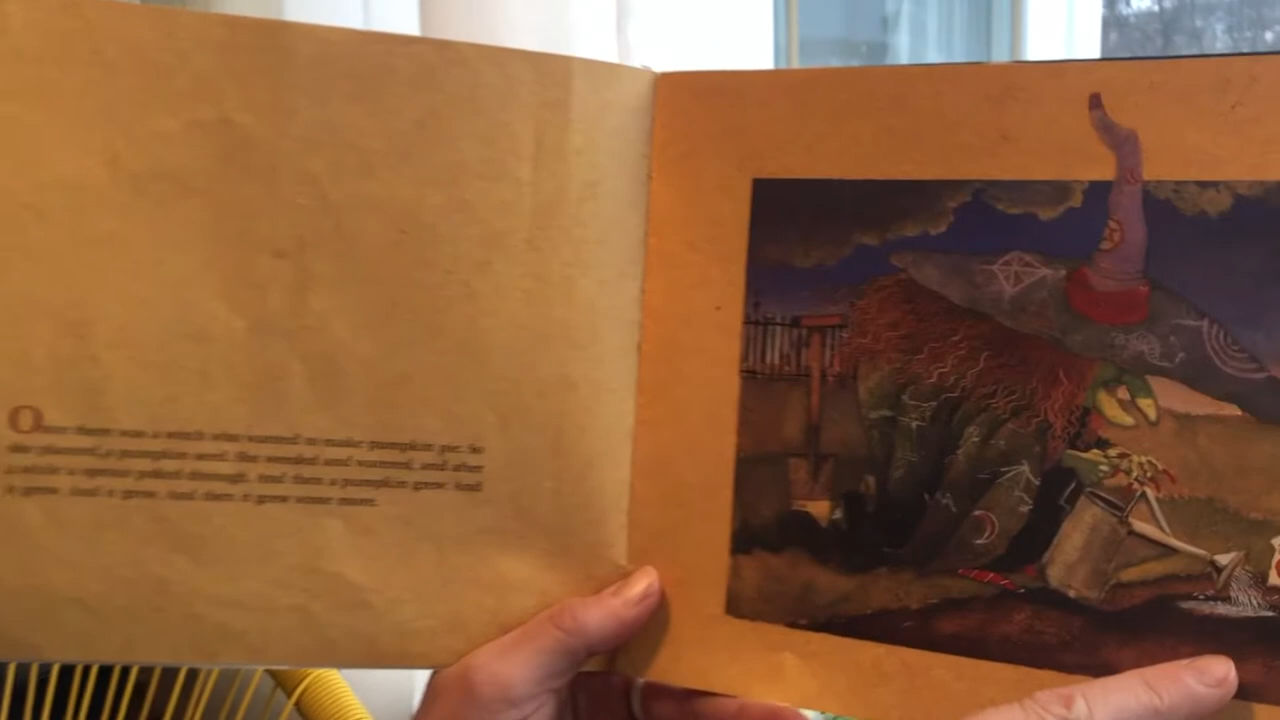 Once there was a witch who wanted to make pumpkin pie. So
she planted a pumpkin seed. She weeded and watered, and after
a while a sprout poked through. And then a pumpkin grew. And
it grew. And it grew. And then it grew some more.